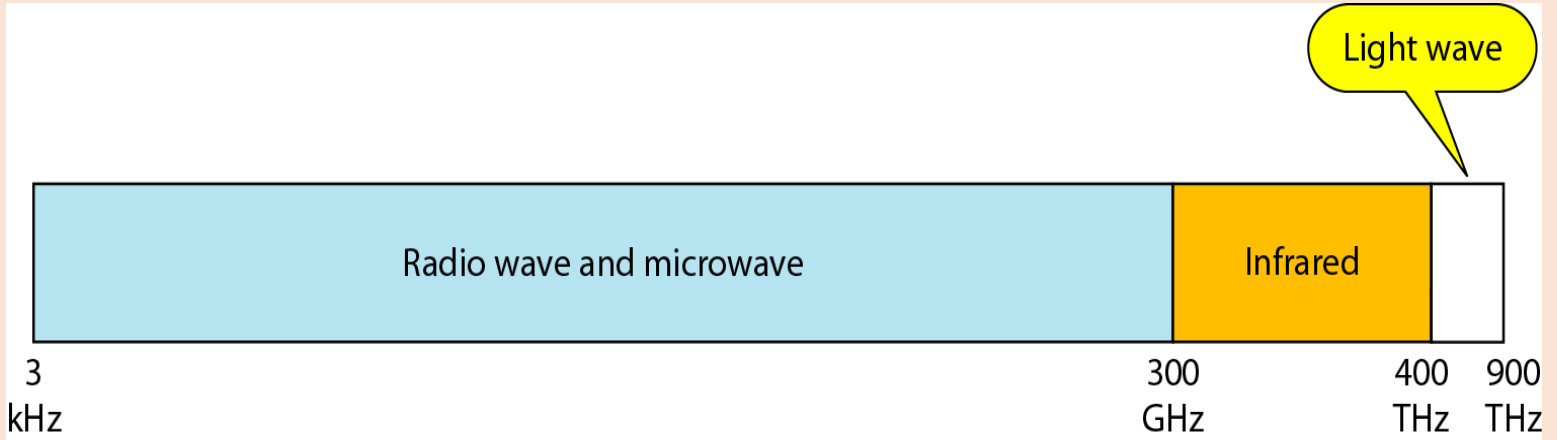 Light wave
Radio wave and microwave
Infrared
3
kHz
300
GHz
400
THz
900
THz